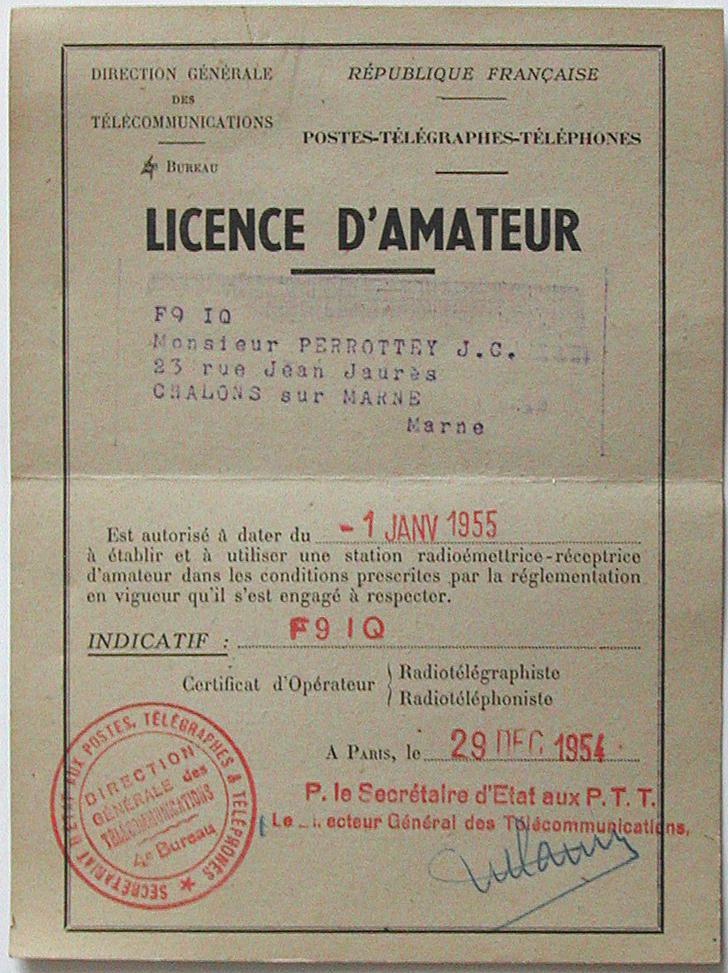 DIRECTION GÉNÉRALE
DES
TÉLÉCOMMUNICATIONS
4e BUREAU
RÉPUBLIQUE FRANÇAISE
POSTES-TÉLÉGRAPHES-TÉLÉPHONES
LICENCE D'AMATEUR
F9 IQ
Monsieur PERROTTEY J.C.
23 rue Jean Jaurès
CHALONS sur MARNE
Marne
Est autorisé à dater du -1 JANV 1955
à établir et à utiliser une station radioémettrice-réceptrice
d'amateur dans les conditions prescrites par la réglementation
en vigueur qu'il s'est engagé à respecter.
INDICATIF : F9 IQ
Certificat d'Opérateur
Radiotélégraphiste
Radiotéléphoniste
A PARIS, le 29 DEC 1954
P. le Secrétaire d'Etat aux P.T.T.
Le Directeur Général des Télécommunications,
SECRÉTARIAT D'ÉTAT AUX POSTES, TÉLÉGRAPHES & TÉLÉPHONES
DIRECTION
GÉNÉRALE des
TÉLÉCOMMUNICATIONS
4e Bureau